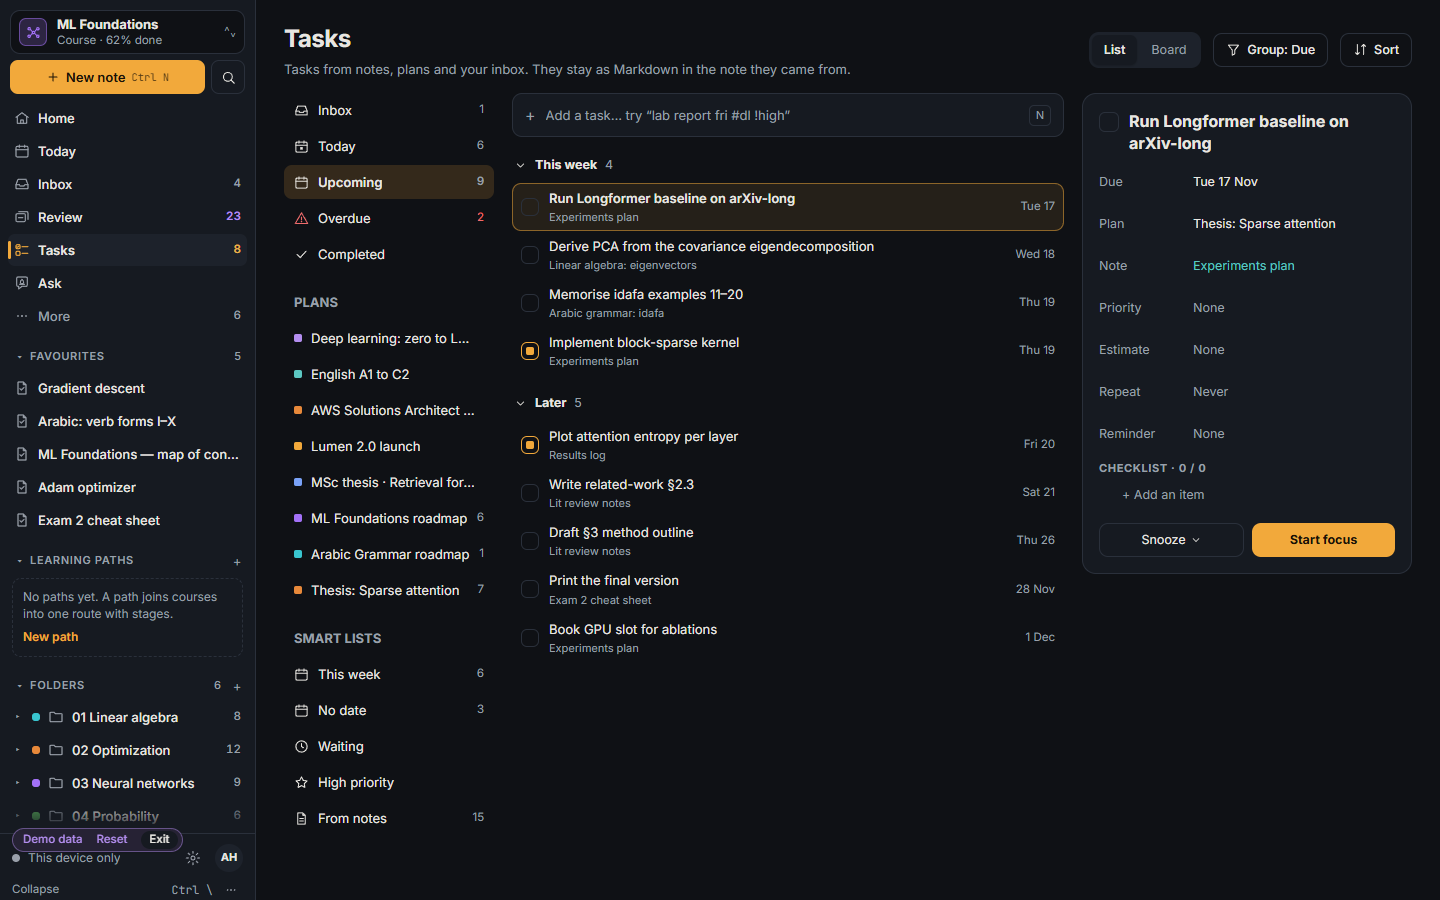 ML Foundations
Course · 62% done
+ New note Ctrl N
Home
Today
Inbox 4
Review 23
Tasks 8
Ask
More 6
FAVOURITES 5
Gradient descent
Arabic: verb forms I–X
ML Foundations — map of con...
Adam optimizer
Exam 2 cheat sheet
LEARNING PATHS +
No paths yet. A path joins courses
into one route with stages.
New path
FOLDERS 6 +
01 Linear algebra 8
02 Optimization 12
03 Neural networks 9
04 Probability 6
Demo data Reset Exit
This device only AH
Collapse Ctrl \ ...
Tasks
Tasks from notes, plans and your inbox. They stay as Markdown in the note they came from.
List Board Group: Due Sort
Inbox 1
Today 6
Upcoming 9
Overdue 2
Completed
PLANS
Deep learning: zero to L...
English A1 to C2
AWS Solutions Architect ...
Lumen 2.0 launch
MSc thesis · Retrieval for...
ML Foundations roadmap 6
Arabic Grammar roadmap 1
Thesis: Sparse attention 7
SMART LISTS
This week 6
No date 3
Waiting
High priority
From notes 15
+ Add a task... try “lab report fri #dl !high” N
This week 4
Run Longformer baseline on arXiv-long Tue 17
Experiments plan
Derive PCA from the covariance eigendecomposition Wed 18
Linear algebra: eigenvectors
Memorise idafa examples 11–20 Thu 19
Arabic grammar: idafa
Implement block-sparse kernel Thu 19
Experiments plan
Later 5
Plot attention entropy per layer Fri 20
Results log
Write related-work §2.3 Sat 21
Lit review notes
Draft §3 method outline Thu 26
Lit review notes
Print the final version 28 Nov
Exam 2 cheat sheet
Book GPU slot for ablations 1 Dec
Experiments plan
Run Longformer baseline on
arXiv-long
Due Tue 17 Nov
Plan Thesis: Sparse attention
Note Experiments plan
Priority None
Estimate None
Repeat Never
Reminder None
CHECKLIST · 0 / 0
+ Add an item
Snooze Start focus